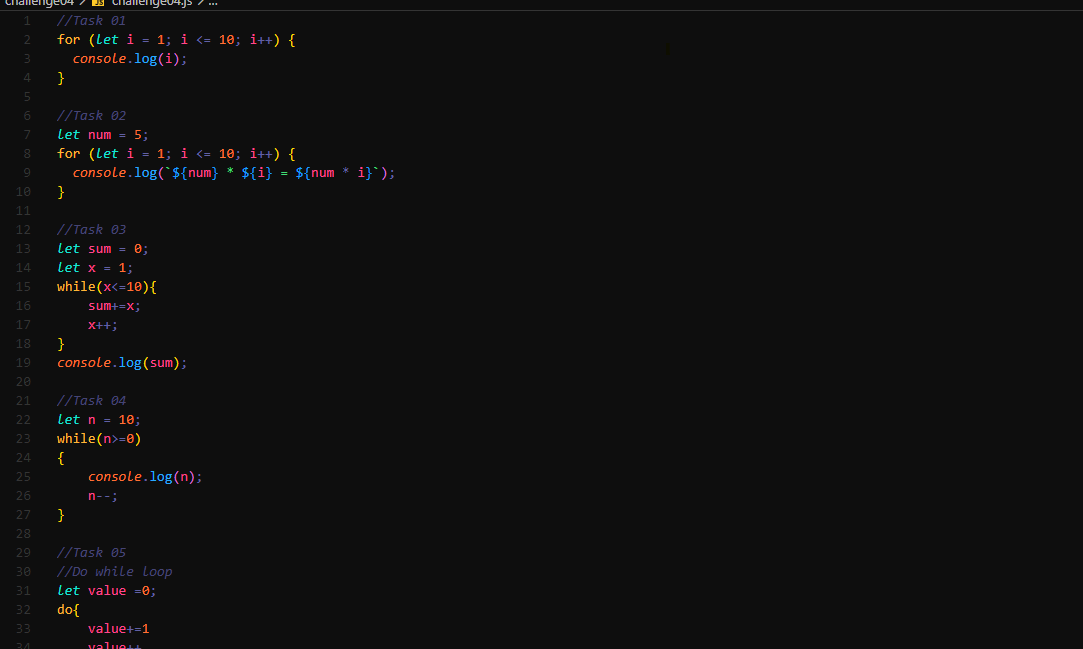 challenge04 > JS challenge04.js > ...
1 //Task 01
2 for (let i = 1; i <= 10; i++) {
3 console.log(i);
4 }
5
6 //Task 02
7 let num = 5;
8 for (let i = 1; i <= 10; i++) {
9 console.log(`${num} * ${i} = ${num * i}`);
10 }
11
12 //Task 03
13 let sum = 0;
14 let x = 1;
15 while(x<=10){
16 sum+=x;
17 x++;
18 }
19 console.log(sum);
20
21 //Task 04
22 let n = 10;
23 while(n>=0)
24 {
25 console.log(n);
26 n--;
27 }
28
29 //Task 05
30 //Do while loop
31 let value =0;
32 do{
33 value+=1
34 value++